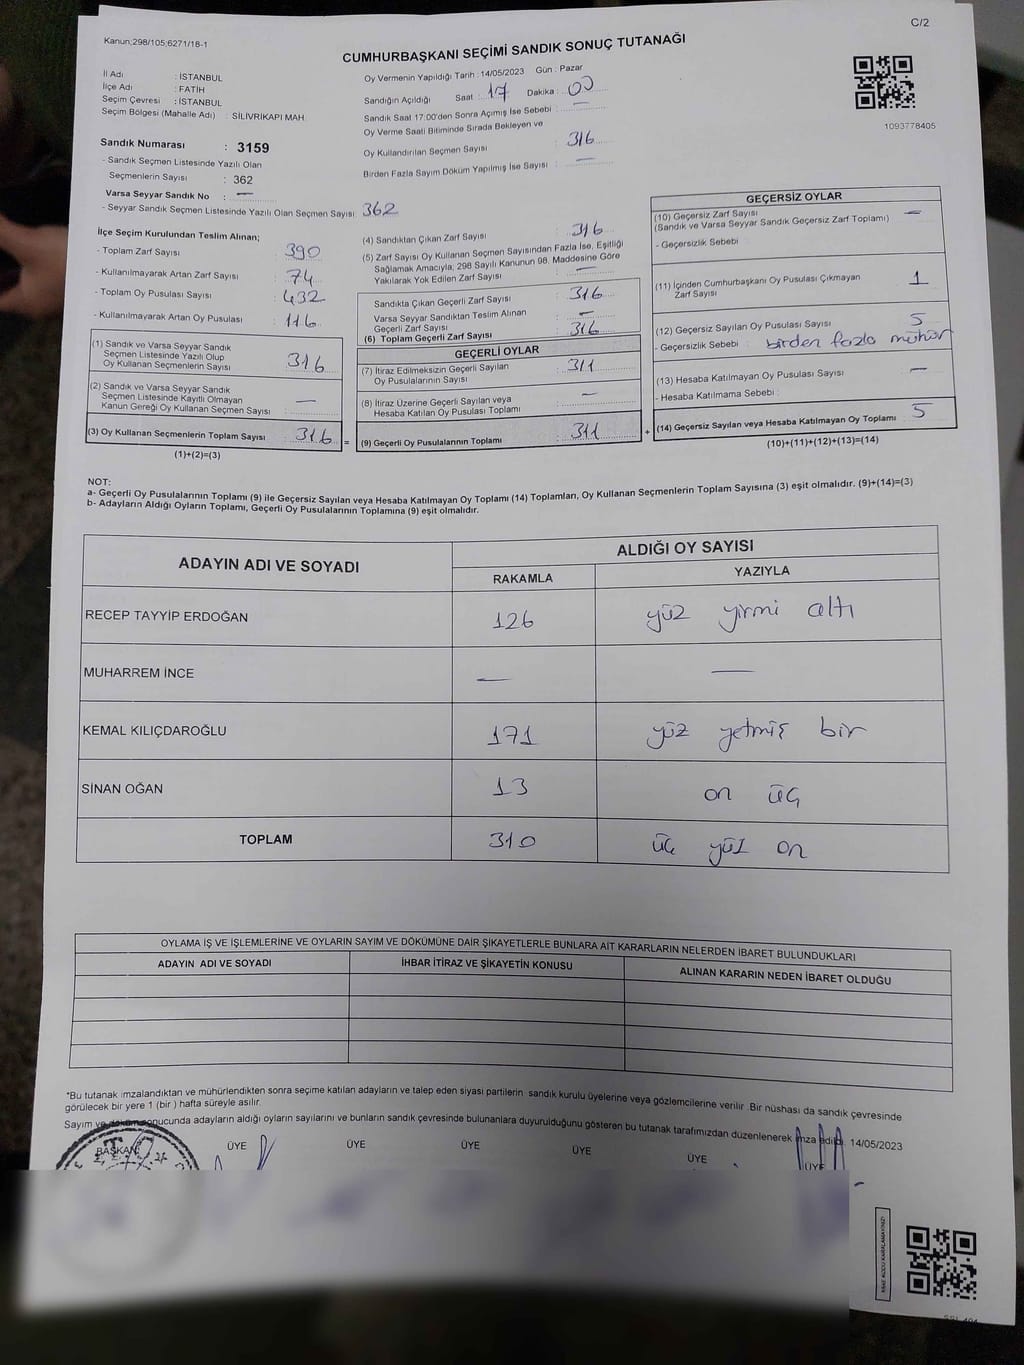 C/2
Kanun;298/105;6271/18-1
CUMHURBAŞKANI SEÇİMİ SANDIK SONUÇ TUTANAĞI
İl Adı : İSTANBUL
İlçe Adı : FATİH
Seçim Çevresi : İSTANBUL
Seçim Bölgesi (Mahalle Adı) : SİLİVRİKAPI MAH.
Sandık Numarası : 3159
- Sandık Seçmen Listesinde Yazılı Olan
Seçmenlerin Sayısı : 362
Varsa Seyyar Sandık No : —
- Seyyar Sandık Seçmen Listesinde Yazılı Olan Seçmen Sayısı: 362
Oy Vermenin Yapıldığı Tarih : 14/05/2023 Gün : Pazar
Sandığın Açıldığı Saat : 17 Dakika : 00
Sandık Saat 17:00'den Sonra Açımış İse Sebebi : —
Oy Verme Saati Bitiminde Sırada Bekleyen ve
Oy Kullandırılan Seçmen Sayısı : 316
Birden Fazla Sayım Döküm Yapılmış İse Sayısı : —
1093778405
İlçe Seçim Kurulundan Teslim Alınan;
- Toplam Zarf Sayısı : 390
- Kullanılmayarak Artan Zarf Sayısı : 74
- Toplam Oy Pusulası Sayısı : 432
- Kullanılmayarak Artan Oy Pusulası : 116
(1) Sandık ve Varsa Seyyar Sandık
Seçmen Listesinde Yazılı Olup
Oy Kullanan Seçmenlerin Sayısı : 316
(2) Sandık ve Varsa Seyyar Sandık
Seçmen Listesinde Kayıtlı Olmayan
Kanun Gereği Oy Kullanan Seçmen Sayısı : —
(3) Oy Kullanan Seçmenlerin Toplam Sayısı : 316
(1)+(2)=(3)
=
(4) Sandıktan Çıkan Zarf Sayısı : 316
(5) Zarf Sayısı Oy Kullanan Seçmen Sayısından Fazla İse, Eşitliği
Sağlamak Amacıyla, 298 Sayılı Kanunun 98. Maddesine Göre
Yakılarak Yok Edilen Zarf Sayısı : —
Sandıkta Çıkan Geçerli Zarf Sayısı : 316
Varsa Seyyar Sandıktan Teslim Alınan
Geçerli Zarf Sayısı : —
(6) Toplam Geçerli Zarf Sayısı : 316
GEÇERLİ OYLAR
(7) İtiraz Edilmeksizin Geçerli Sayılan
Oy Pusulalarının Sayısı : 311
(8) İtiraz Üzerine Geçerli Sayılan veya
Hesaba Katılan Oy Pusulası Toplamı : —
(9) Geçerli Oy Pusulalarının Toplamı : 311
+
GEÇERSİZ OYLAR
(10) Geçersiz Zarf Sayısı : —
(Sandık ve Varsa Seyyar Sandık Geçersiz Zarf Toplamı)
- Geçersizlik Sebebi
(11) İçinden Cumhurbaşkanı Oy Pusulası Çıkmayan
Zarf Sayısı : 1
(12) Geçersiz Sayılan Oy Pusulası Sayısı : 5
- Geçersizlik Sebebi : birden fazla mühür
(13) Hesaba Katılmayan Oy Pusulası Sayısı : —
- Hesaba Katılmama Sebebi :
(14) Geçersiz Sayılan veya Hesaba Katılmayan Oy Toplamı : 5
(10)+(11)+(12)+(13)=(14)
NOT:
a- Geçerli Oy Pusulalarının Toplamı (9) ile Geçersiz Sayılan veya Hesaba Katılmayan Oy Toplamı (14) Toplamları, Oy Kullanan Seçmenlerin Toplam Sayısına (3) eşit olmalıdır. (9)+(14)=(3)
b- Adayların Aldığı Oyların Toplamı, Geçerli Oy Pusulalarının Toplamına (9) eşit olmalıdır.
ADAYIN ADI VE SOYADI ALDIĞI OY SAYISI
RAKAMLA YAZIYLA
RECEP TAYYİP ERDOĞAN 126 yüz yirmi altı
MUHARREM İNCE — —
KEMAL KILIÇDAROĞLU 171 yüz yetmiş bir
SİNAN OĞAN 13 on üç
TOPLAM 310 üç yüz on
OYLAMA İŞ VE İŞLEMLERİNE VE OYLARIN SAYIM VE DÖKÜMÜNE DAİR ŞİKAYETLERLE BUNLARA AİT KARARLARIN NELERDEN İBARET BULUNDUKLARI
ADAYIN ADI VE SOYADI İHBAR İTİRAZ VE ŞİKAYETİN KONUSU ALINAN KARARIN NEDEN İBARET OLDUĞU
*Bu tutanak imzalandıktan ve mühürlendikten sonra seçime katılan adayların ve talep eden siyasi partilerin sandık kurulu üyelerine veya gözlemcilerine verilir. Bir nüshası da sandık çevresinde
görülecek bir yere 1 (bir ) hafta süreyle asılır.
Sayım ve döküm sonucunda adayların aldığı oyların sayılarını ve bunların sandık çevresinde bulunanlara duyurulduğunu gösteren bu tutanak tarafımızdan düzenlenerek imza edildi. 14/05/2023
BAŞKAN ÜYE ÜYE ÜYE ÜYE ÜYE ÜYE